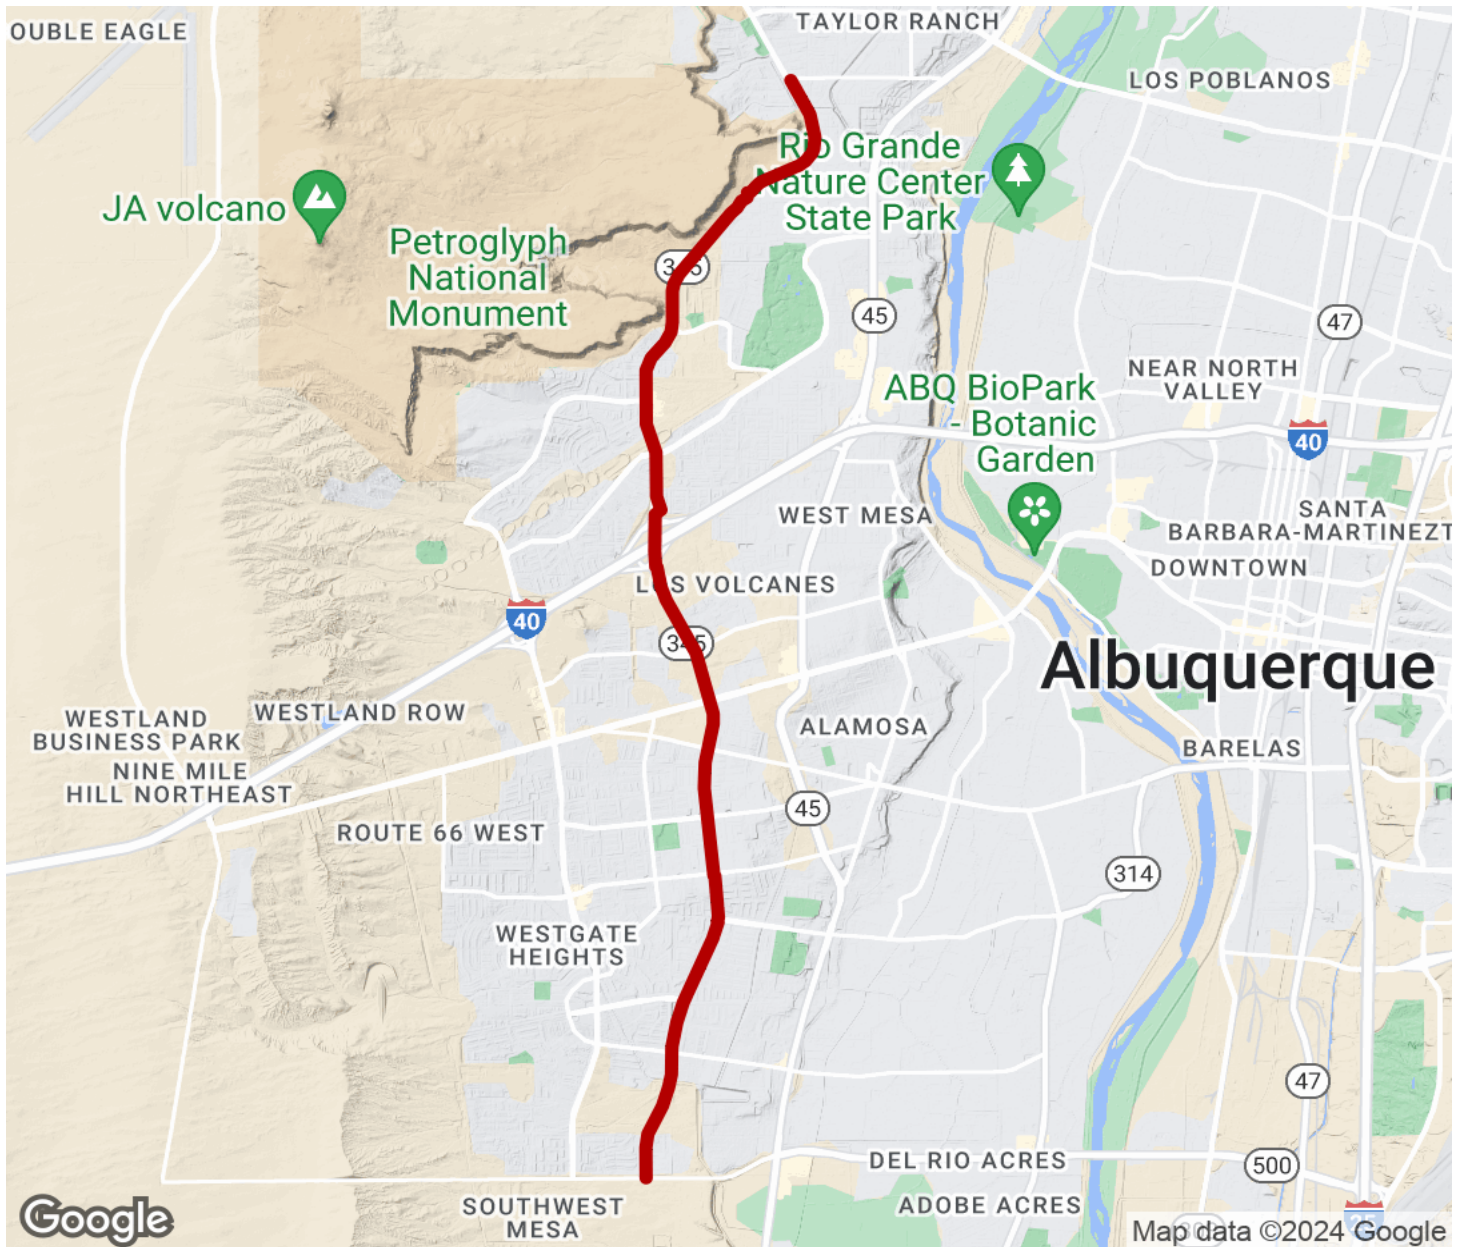 TAYLOR RANCH
OUBLE EAGLE
LOS POBLANOS
Rio Grande
Nature Center
State Park
JA volcano
Petroglyph
National
Monument
345
45
47
NEAR NORTH
VALLEY
ABQ BioPark
- Botanic
Garden
40
SANTA
BARBARA-MARTINEZT
WEST MESA
DOWNTOWN
LOS VOLCANES
40
345
Albuquerque
WESTLAND ROW
WESTLAND
BUSINESS PARK
ALAMOSA
BARELAS
NINE MILE
HILL NORTHEAST
45
ROUTE 66 WEST
314
WESTGATE
HEIGHTS
47
DEL RIO ACRES
500
SOUTHWEST
MESA
ADOBE ACRES
25
Google
Map data ©2024 Google